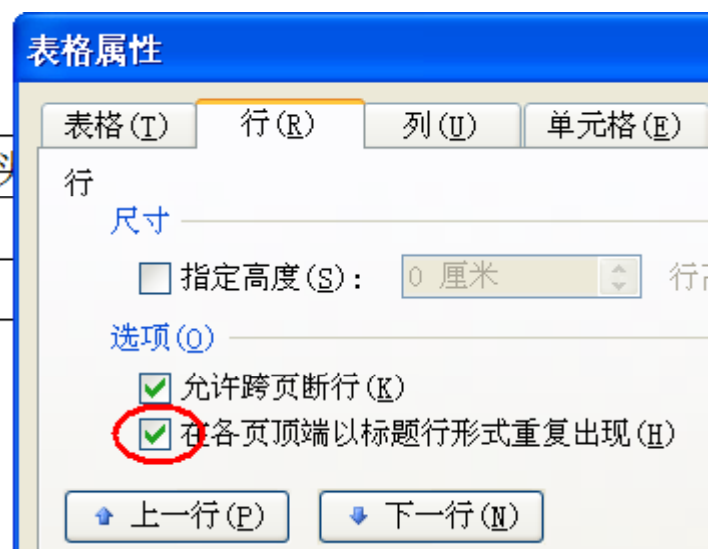 表格属性
表格(T) 行(R) 列(U) 单元格(E)
行
尺寸
指定高度(S): 0 厘米 行高
选项(O)
允许跨页断行(K)
在各页顶端以标题行形式重复出现(H)
上一行(P) 下一行(N)